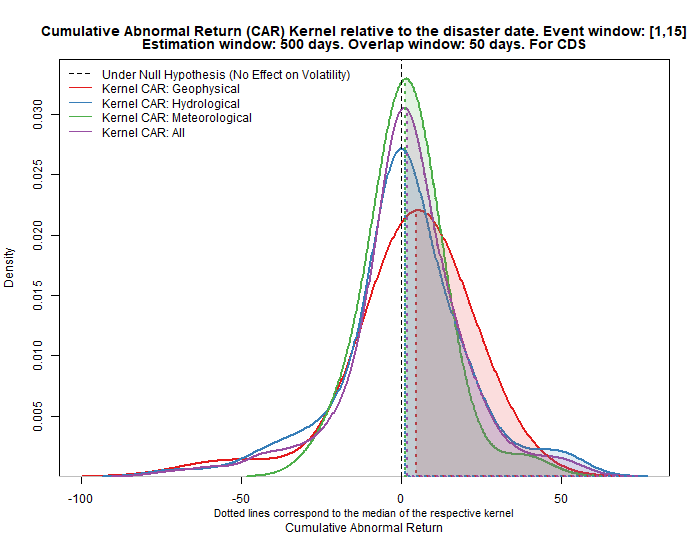 Cumulative Abnormal Return (CAR) Kernel relative to the disaster date. Event window: [1,15]
Estimation window: 500 days. Overlap window: 50 days. For CDS
Under Null Hypothesis (No Effect on Volatility)
Kernel CAR: Geophysical
Kernel CAR: Hydrological
Kernel CAR: Meteorological
Kernel CAR: All
Density
0.030
0.025
0.020
0.015
0.010
0.005
-100
-50
0
50
Dotted lines correspond to the median of the respective kernel
Cumulative Abnormal Return